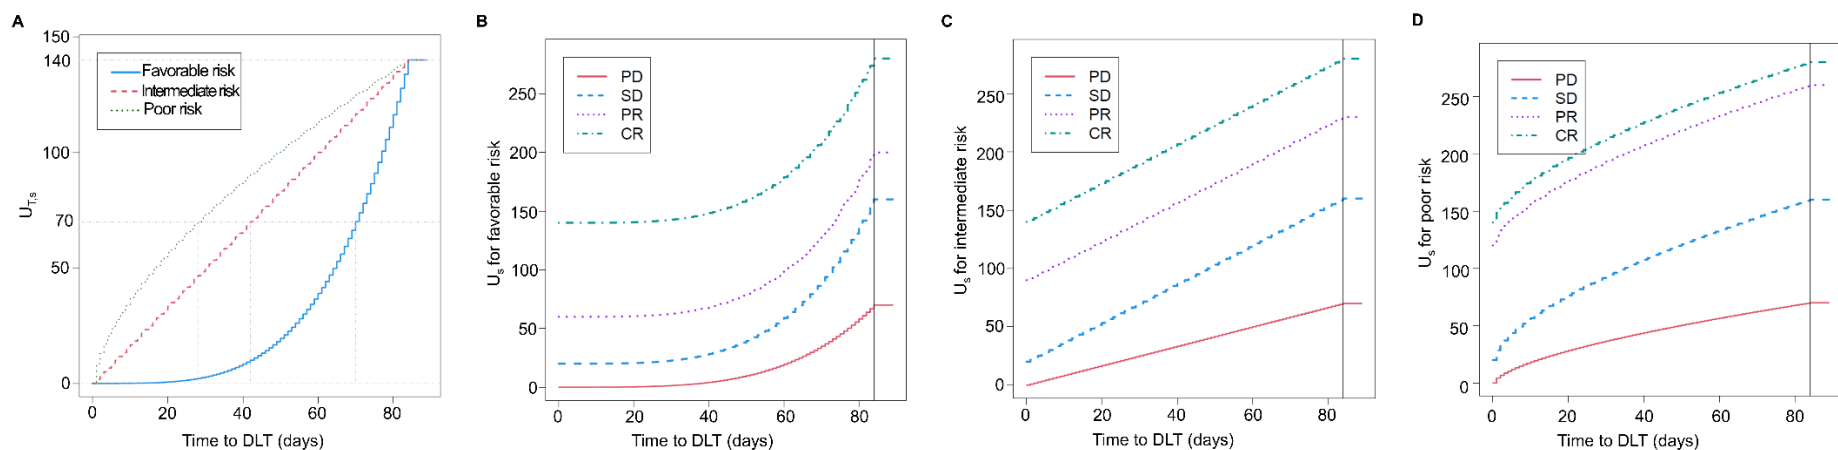 A
150
140
100
70
50
0
U_T,s
Favorable risk
Intermediate risk
Poor risk
0 20 40 60 80
Time to DLT (days)
B
250
200
150
100
50
0
U_s for favorable risk
PD
SD
PR
CR
0 20 40 60 80
Time to DLT (days)
C
250
200
150
100
50
0
U_s for intermediate risk
PD
SD
PR
CR
0 20 40 60 80
Time to DLT (days)
D
250
200
150
100
50
0
U_s for poor risk
PD
SD
PR
CR
0 20 40 60 80
Time to DLT (days)